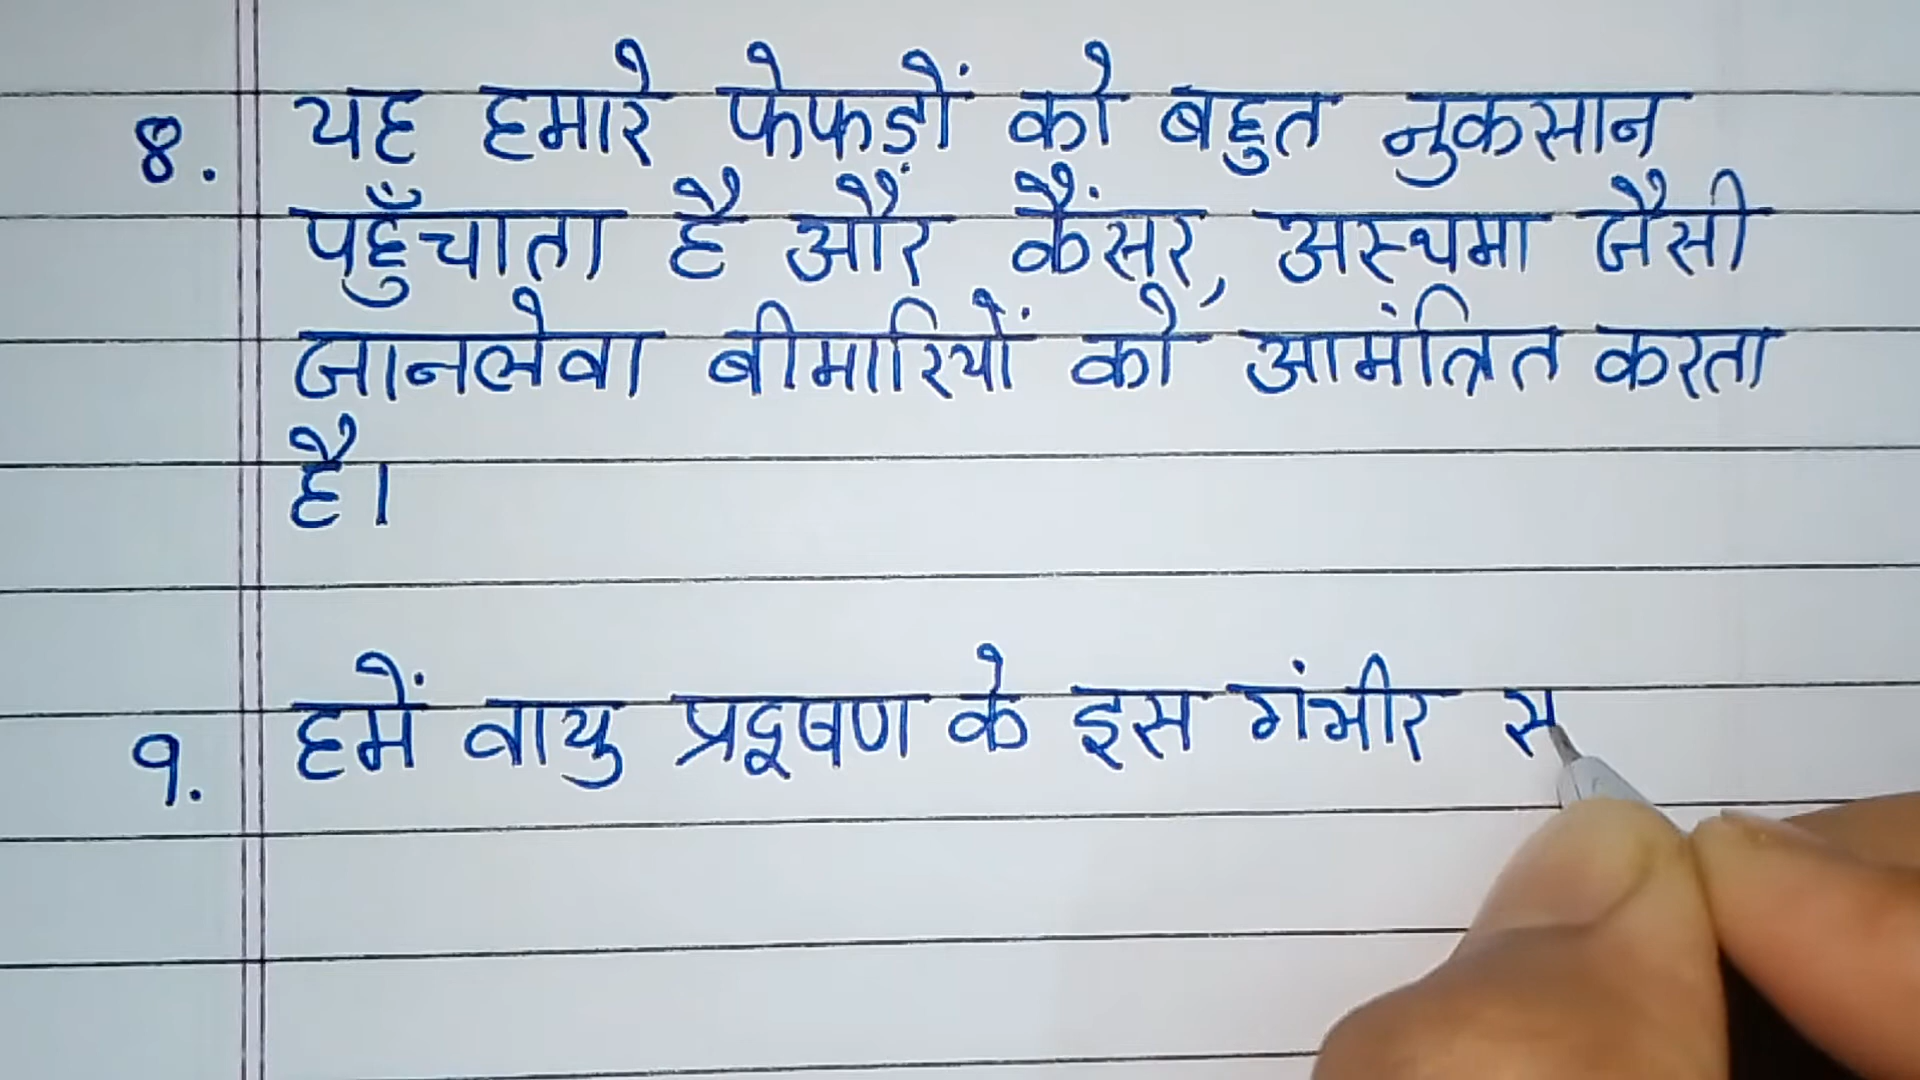 8. यह हमारे फेफड़ों को बहुत नुकसान
पहुँचाता है और कैंसर, अस्थमा जैसी
जानलेवा बीमारियों को आमंत्रित करता
है।
9. हमें वायु प्रदूषण के इस गंभीर स